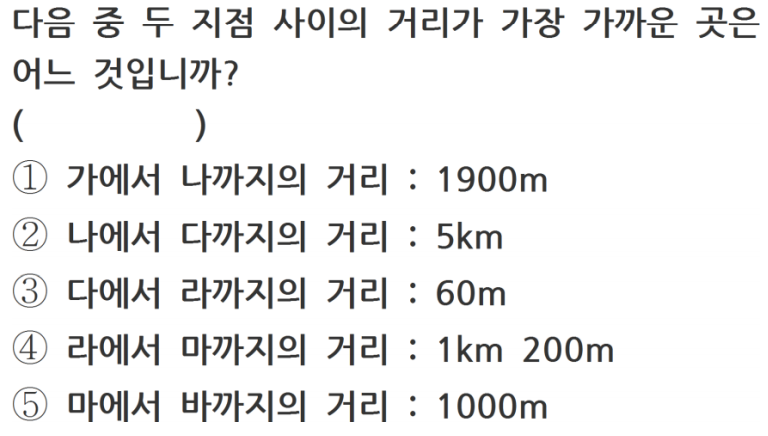 다음 중 두 지점 사이의 거리가 가장 가까운 곳은
어느 것입니까?
(          )
① 가에서 나까지의 거리 : 1900m
② 나에서 다까지의 거리 : 5km
③ 다에서 라까지의 거리 : 60m
④ 라에서 마까지의 거리 : 1km 200m
⑤ 마에서 바까지의 거리 : 1000m